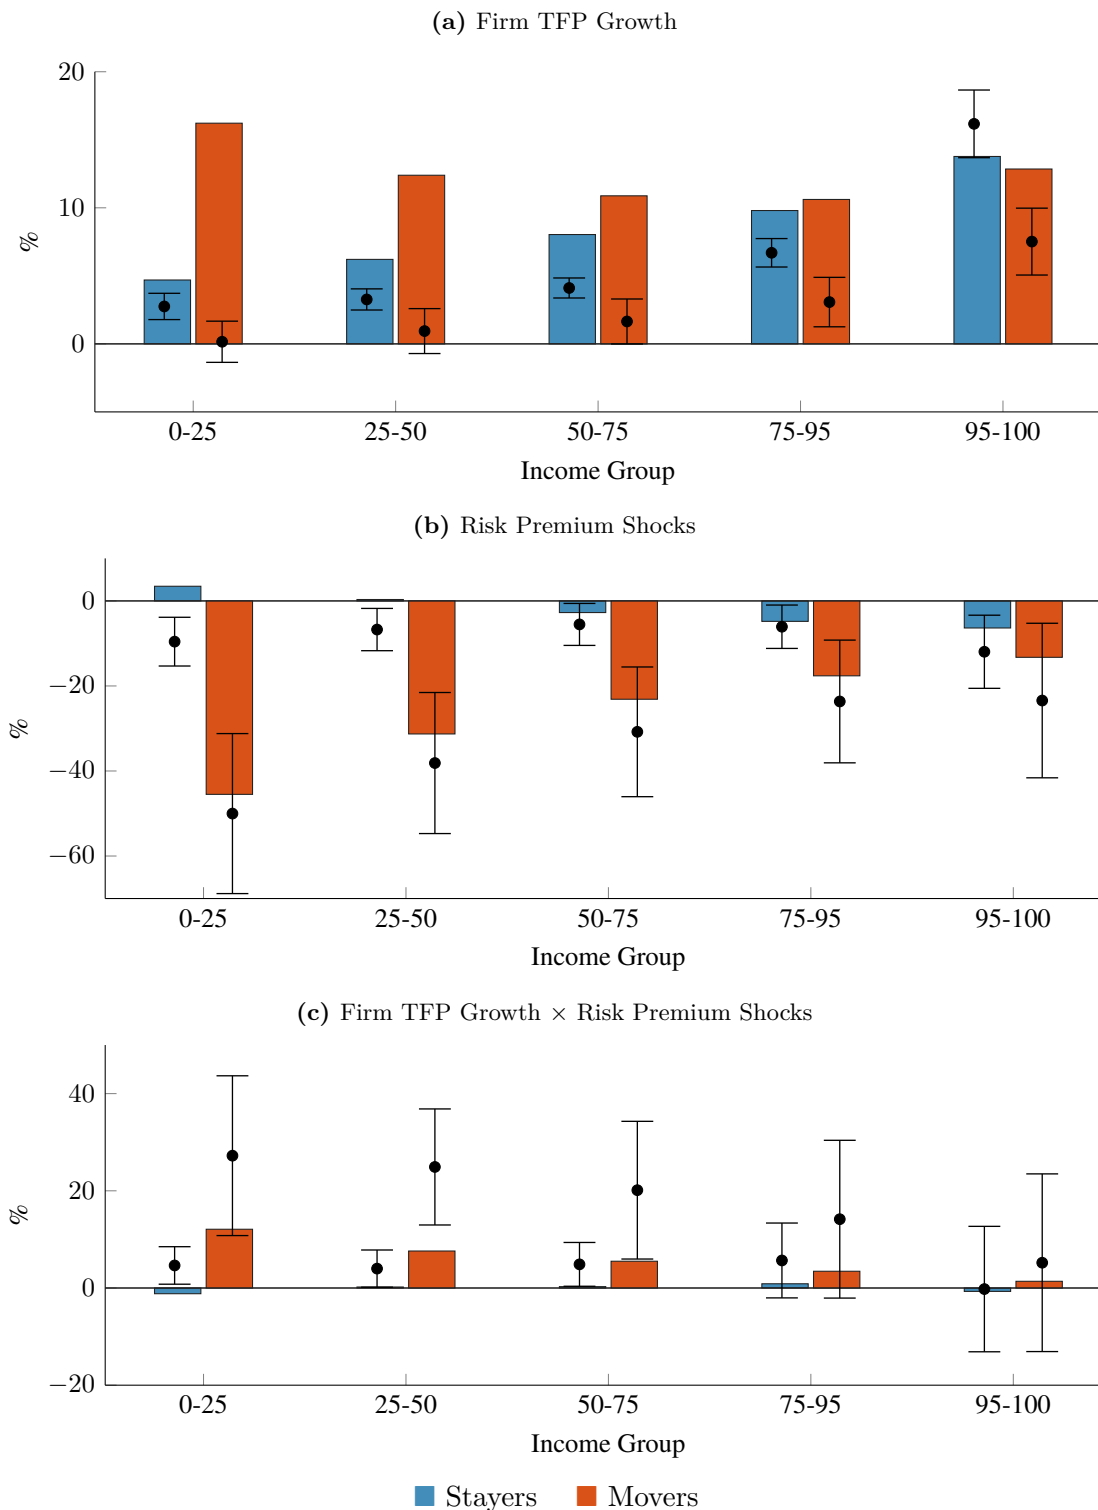 (a) Firm TFP Growth
20
10
0
%
0-25 25-50 50-75 75-95 95-100
Income Group
(b) Risk Premium Shocks
0
−20
−40
−60
%
0-25 25-50 50-75 75-95 95-100
Income Group
(c) Firm TFP Growth × Risk Premium Shocks
40
20
0
−20
%
0-25 25-50 50-75 75-95 95-100
Income Group
Stayers Movers